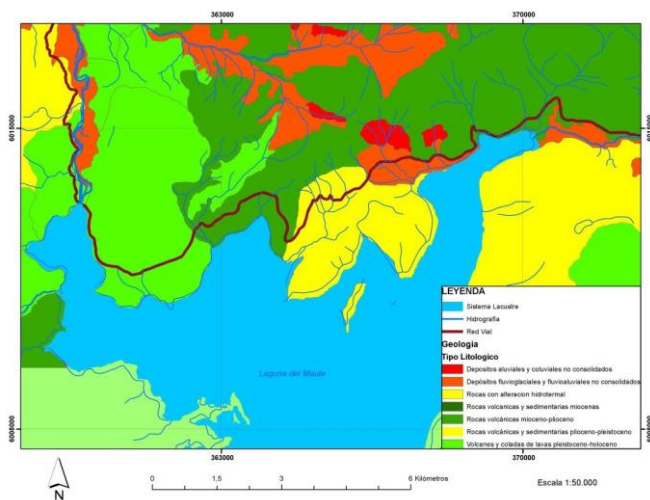 363000
370000
6015000
6015000
LEYENDA
Sistema Lacustre
Hidrografía
Red Vial
Geologia
Tipo Litologico
Depositos aluviales y coluviales no consolidados
Depósitos fluvioglaciales y fluvioaluviales no consolidados
Rocas con alteracion hidrotermal
Rocas volcanicas y sedimentarias miocenas
Rocas volcánicas mioceno-plioceno
Rocas volcánicas y sedimentarias plioceno-pleistoceno
Volcanes y coladas de lavas pleistoceno-holoceno
Laguna del Maule
6008000
6008000
363000
370000
N
0 1,5 3 6 Kilómetros
Escala 1:50.000